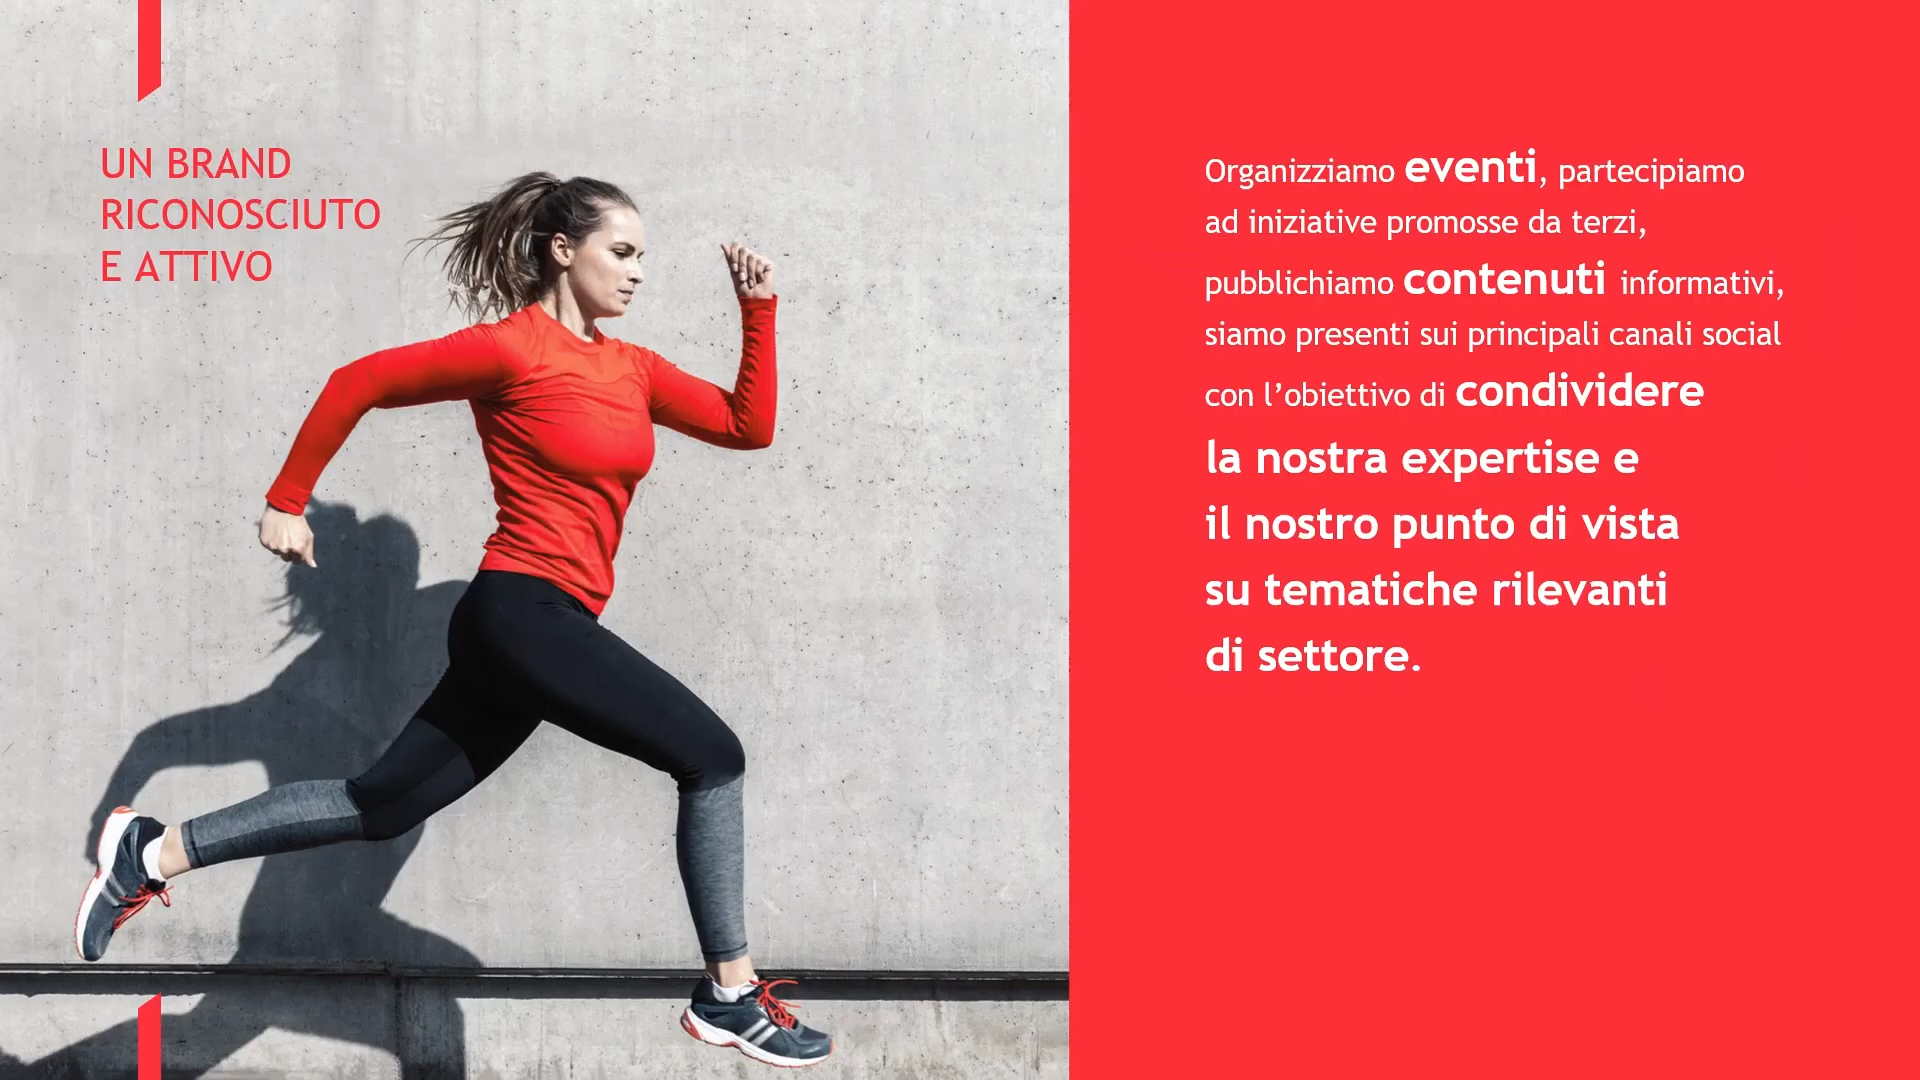 UN BRAND
RICONOSCIUTO
E ATTIVO
Organizziamo eventi, partecipiamo
ad iniziative promosse da terzi,
pubblichiamo contenuti informativi,
siamo presenti sui principali canali social
con l’obiettivo di condividere
la nostra expertise e
il nostro punto di vista
su tematiche rilevanti
di settore.